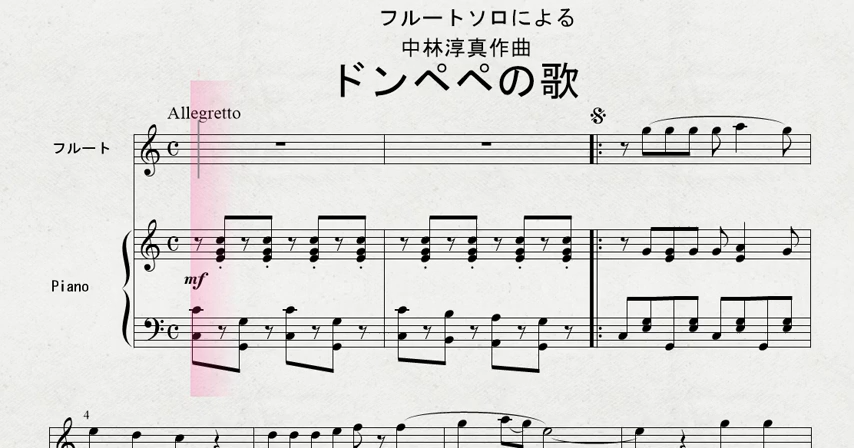 フルートソロによる
中林淳真作曲
ドンペペの歌
Allegretto
フルート
mf
Piano
4